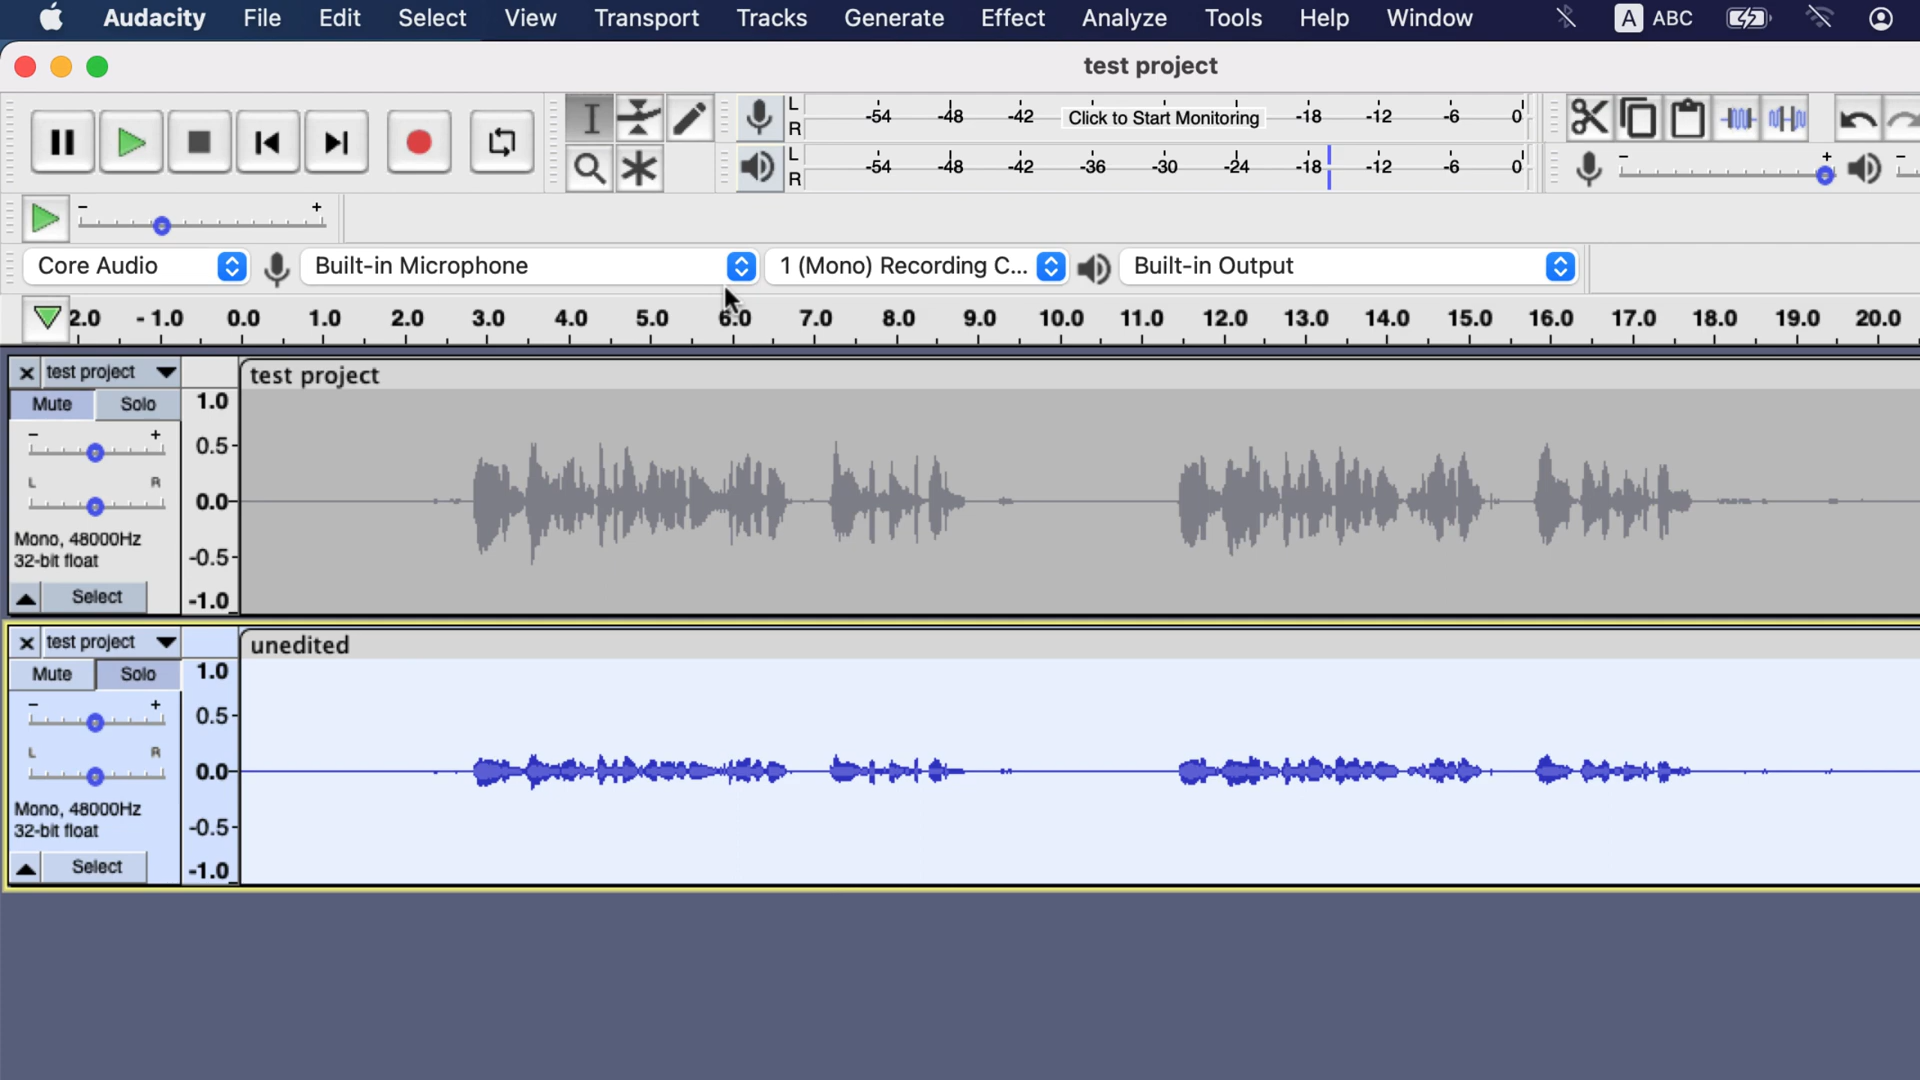 Audacity File Edit Select View Transport Tracks Generate Effect Analyze Tools Help Window A ABC
test project
L -54 -48 -42 Click to Start Monitoring -18 -12 -6 0
R
L -54 -48 -42 -36 -30 -24 -18 -12 -6 0
R
- +
- +
Core Audio Built-in Microphone 1 (Mono) Recording C... Built-in Output
2.0 -1.0 0.0 1.0 2.0 3.0 4.0 5.0 6.0 7.0 8.0 9.0 10.0 11.0 12.0 13.0 14.0 15.0 16.0 17.0 18.0 19.0 20.0
test project
test project
Mute Solo
1.0
0.5
0.0
-0.5
-1.0
- +
L R
Mono, 48000Hz
32-bit float
Select
test project
unedited
Mute Solo
1.0
0.5
0.0
-0.5
-1.0
- +
L R
Mono, 48000Hz
32-bit float
Select